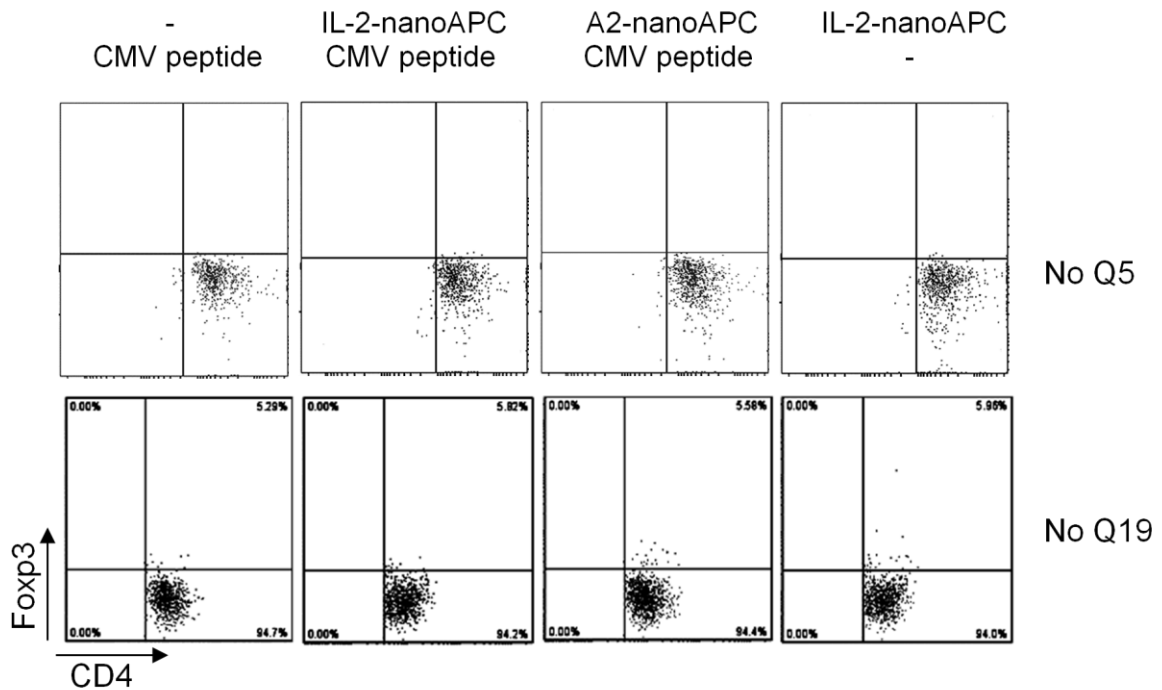 -
CMV peptide
IL-2-nanoAPC
CMV peptide
A2-nanoAPC
CMV peptide
IL-2-nanoAPC
-
No Q5
0.00% 5.29%
0.00% 94.7%
0.00% 5.82%
0.00% 94.2%
0.00% 5.58%
0.00% 94.4%
0.00% 5.96%
0.00% 94.0%
No Q19
Foxp3
CD4